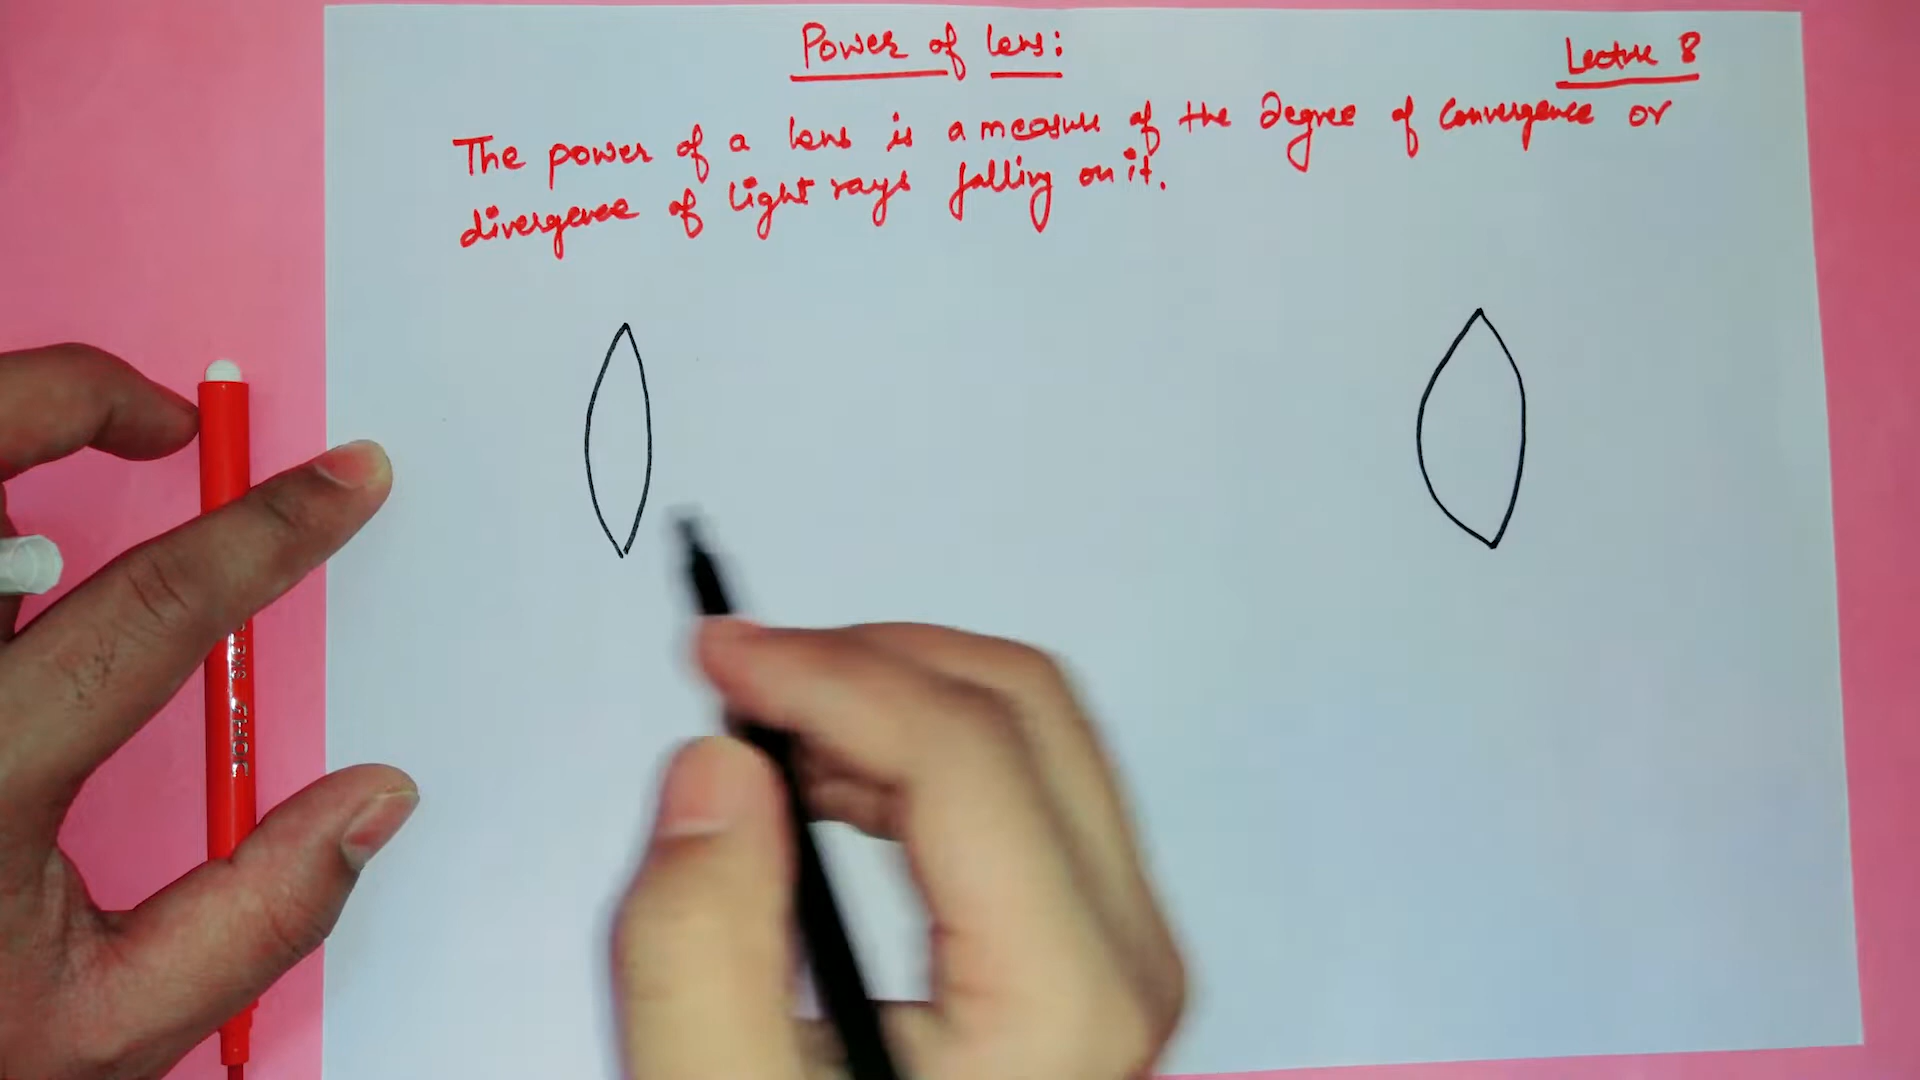 Power of lens:
Lecture 8
The power of a lens is a measure of the Degree of Convergence or
divergence of light rays falling on it.
SKETC